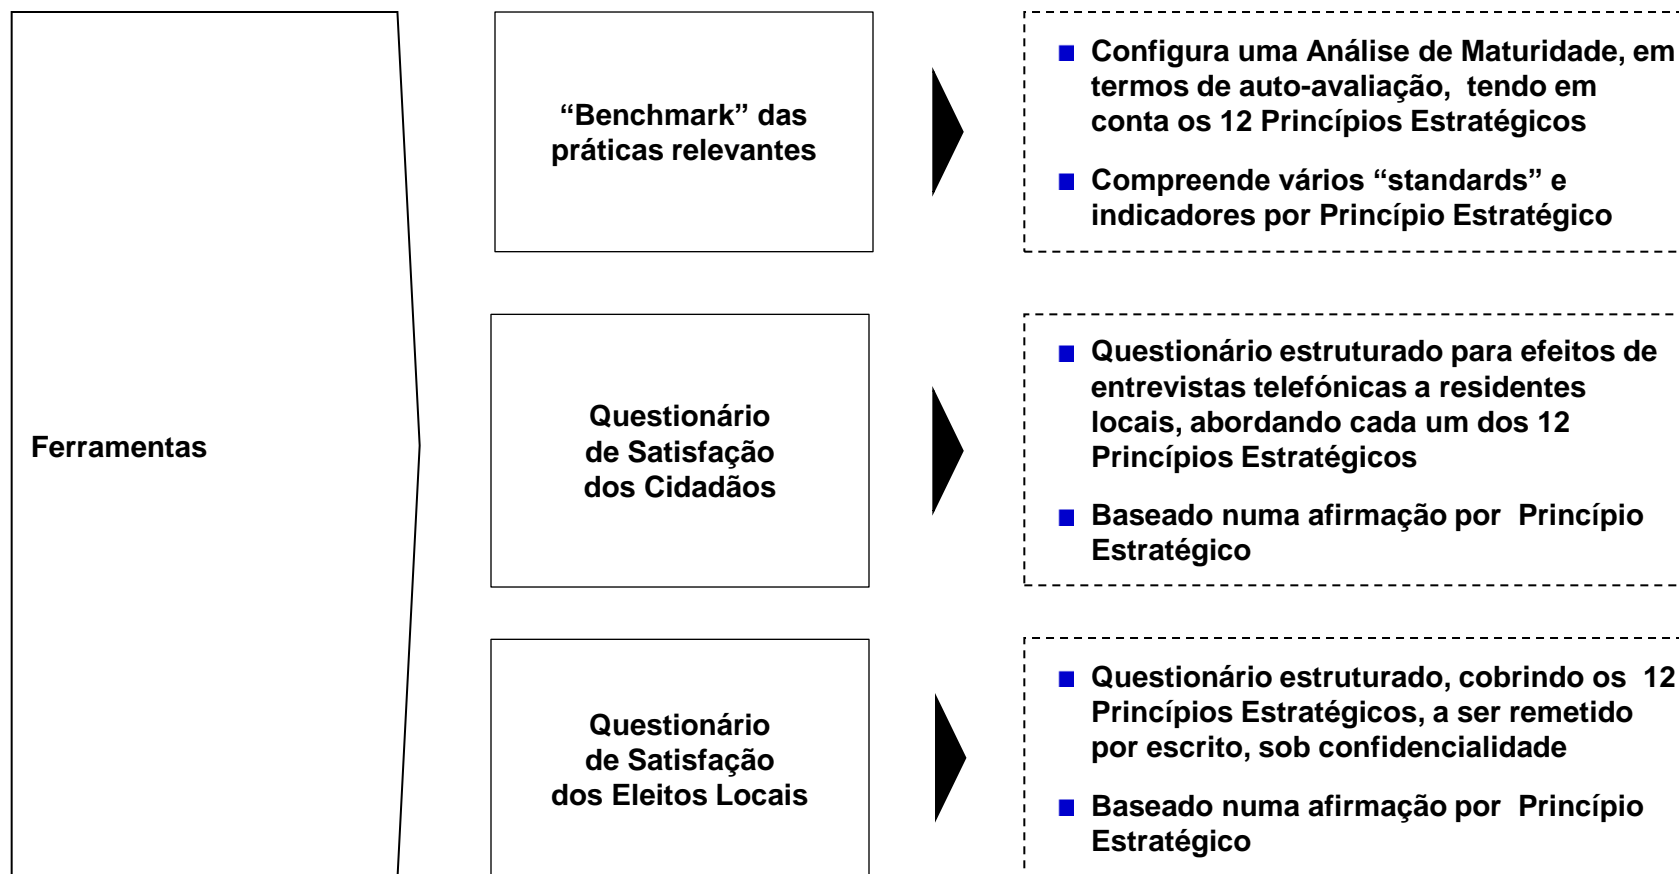 Ferramentas
“Benchmark” das
práticas relevantes
Configura uma Análise de Maturidade, em
termos de auto-avaliação, tendo em
conta os 12 Princípios Estratégicos
Compreende vários “standards” e
indicadores por Princípio Estratégico
Questionário
de Satisfação
dos Cidadãos
Questionário estruturado para efeitos de
entrevistas telefónicas a residentes
locais, abordando cada um dos 12
Princípios Estratégicos
Baseado numa afirmação por Princípio
Estratégico
Questionário
de Satisfação
dos Eleitos Locais
Questionário estruturado, cobrindo os 12
Princípios Estratégicos, a ser remetido
por escrito, sob confidencialidade
Baseado numa afirmação por Princípio
Estratégico